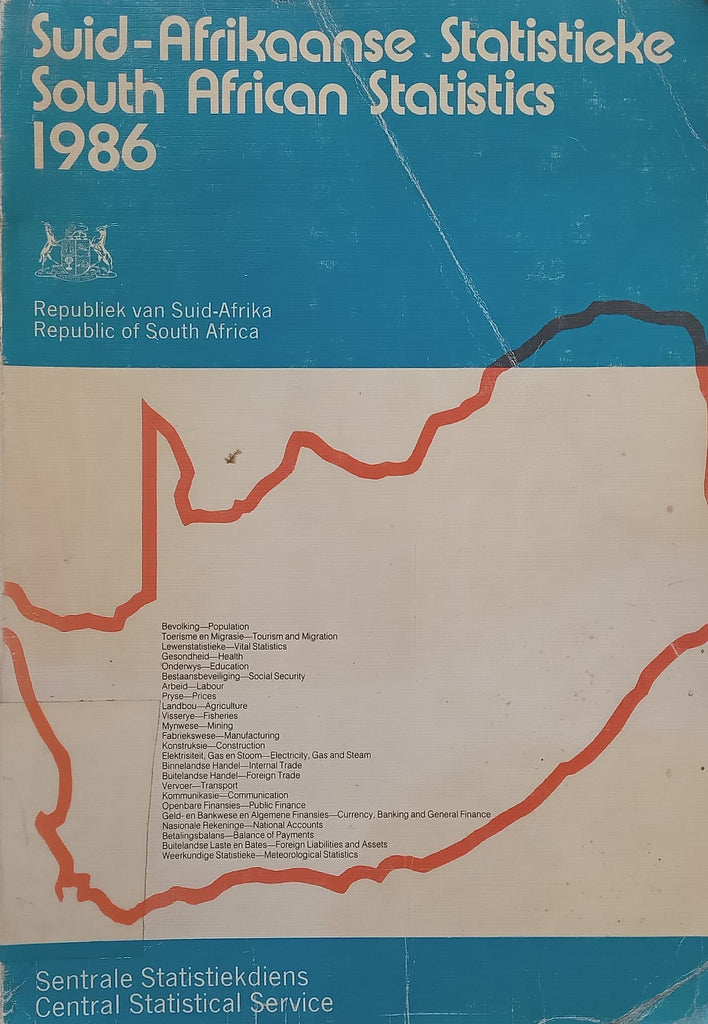 Suid-Afrikaanse Statistieke
South African Statistics
1986
Republiek van Suid-Afrika
Republic of South Africa
Bevolking—Population
Toerisme en Migrasie—Tourism and Migration
Lewenstatistieke—Vital Statistics
Gesondheid—Health
Onderwys—Education
Bestaansbeveiliging—Social Security
Arbeid—Labour
Pryse—Prices
Landbou—Agriculture
Visserye—Fisheries
Mynwese—Mining
Fabriekswese—Manufacturing
Konstruksie—Construction
Elektrisiteit, Gas en Stoom—Electricity, Gas and Steam
Binnelandse Handel—Internal Trade
Buitelandse Handel—Foreign Trade
Vervoer—Transport
Kommunikasie—Communication
Openbare Finansies—Public Finance
Geld- en Bankwese en Algemene Finansies—Currency, Banking and General Finance
Nasionale Rekeninge—National Accounts
Betalingsbalans—Balance of Payments
Buitelandse Laste en Bates—Foreign Liabilities and Assets
Weerkundige Statistieke—Meteorological Statistics
Sentrale Statistiekdiens
Central Statistical Service